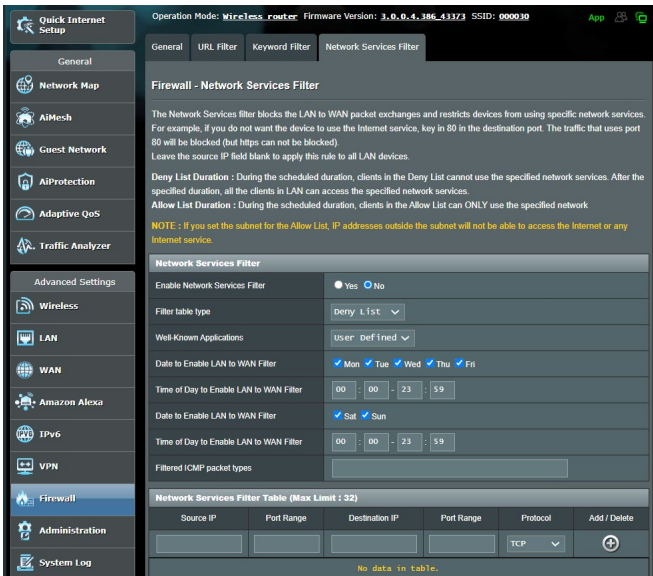 Quick Internet
Setup
General
Network Map
AiMesh
Guest Network
AiProtection
Adaptive QoS
Traffic Analyzer
Advanced Settings
Wireless
LAN
WAN
Amazon Alexa
IPv6
VPN
Firewall
Administration
System Log
Operation Mode: Wireless router Firmware Version: 3.0.0.4.386_43373 SSID: 000030
App
General URL Filter Keyword Filter Network Services Filter
Firewall - Network Services Filter
The Network Services filter blocks the LAN to WAN packet exchanges and restricts devices from using specific network services.
For example, if you do not want the device to use the Internet service, key in 80 in the destination port. The traffic that uses port
80 will be blocked (but https can not be blocked).
Leave the source IP field blank to apply this rule to all LAN devices.
Deny List Duration : During the scheduled duration, clients in the Deny List cannot use the specified network services. After the
specified duration, all the clients in LAN can access the specified network services.
Allow List Duration : During the scheduled duration, clients in the Allow List can ONLY use the specified network
NOTE : If you set the subnet for the Allow List, IP addresses outside the subnet will not be able to access the Internet or any
Internet service.
Network Services Filter
Enable Network Services Filter Yes No
Filter table type Deny List
Well-Known Applications User Defined
Date to Enable LAN to WAN Filter Mon Tue Wed Thu Fri
Time of Day to Enable LAN to WAN Filter 00 : 00 - 23 : 59
Date to Enable LAN to WAN Filter Sat Sun
Time of Day to Enable LAN to WAN Filter 00 : 00 - 23 : 59
Filtered ICMP packet types
Network Services Filter Table (Max Limit : 32)
Source IP Port Range Destination IP Port Range Protocol Add / Delete
TCP
No data in table.